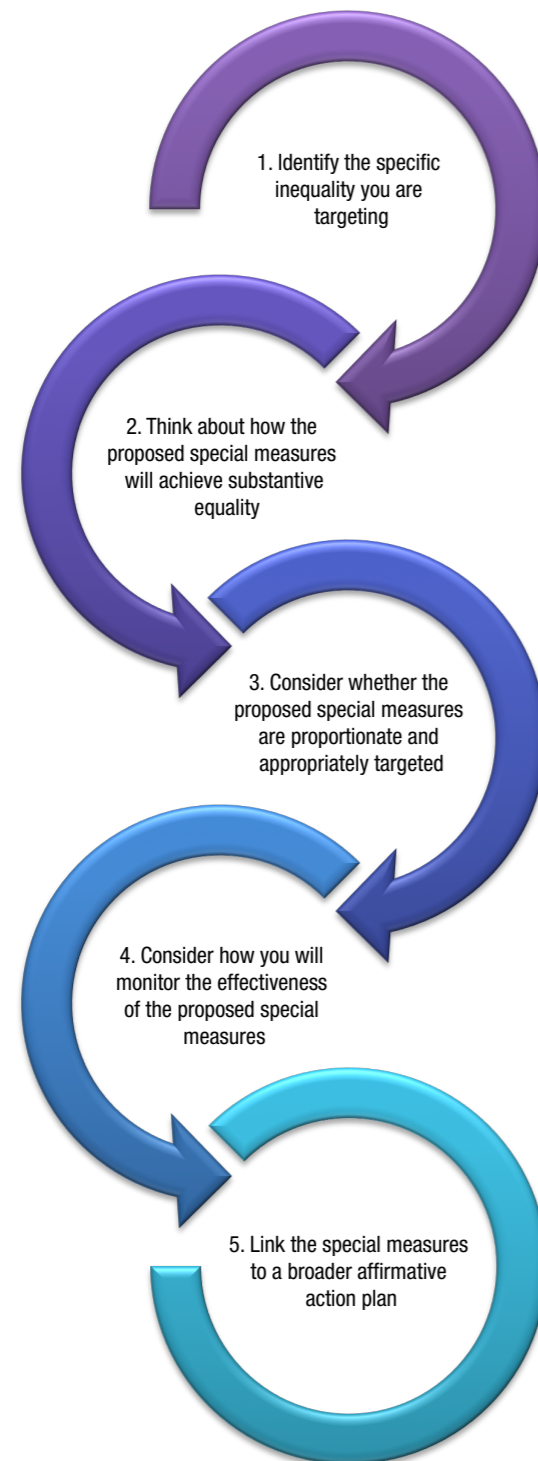 1. Identify the specific
inequality you are
targeting
2. Think about how the
proposed special measures
will achieve substantive
equality
3. Consider whether the
proposed special measures
are proportionate and
appropriately targeted
4. Consider how you will
monitor the effectiveness
of the proposed special
measures
5. Link the special measures
to a broader affirmative
action plan